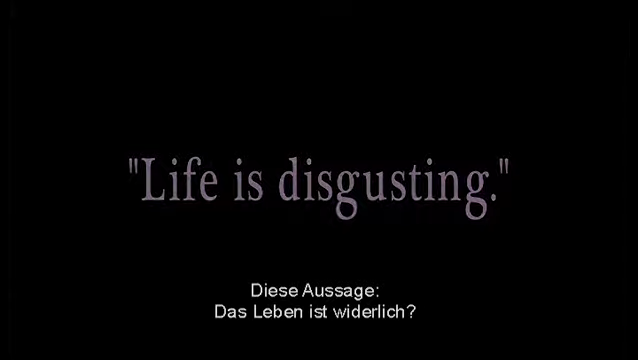 "Life is disgusting."
Diese Aussage:
Das Leben ist widerlich?